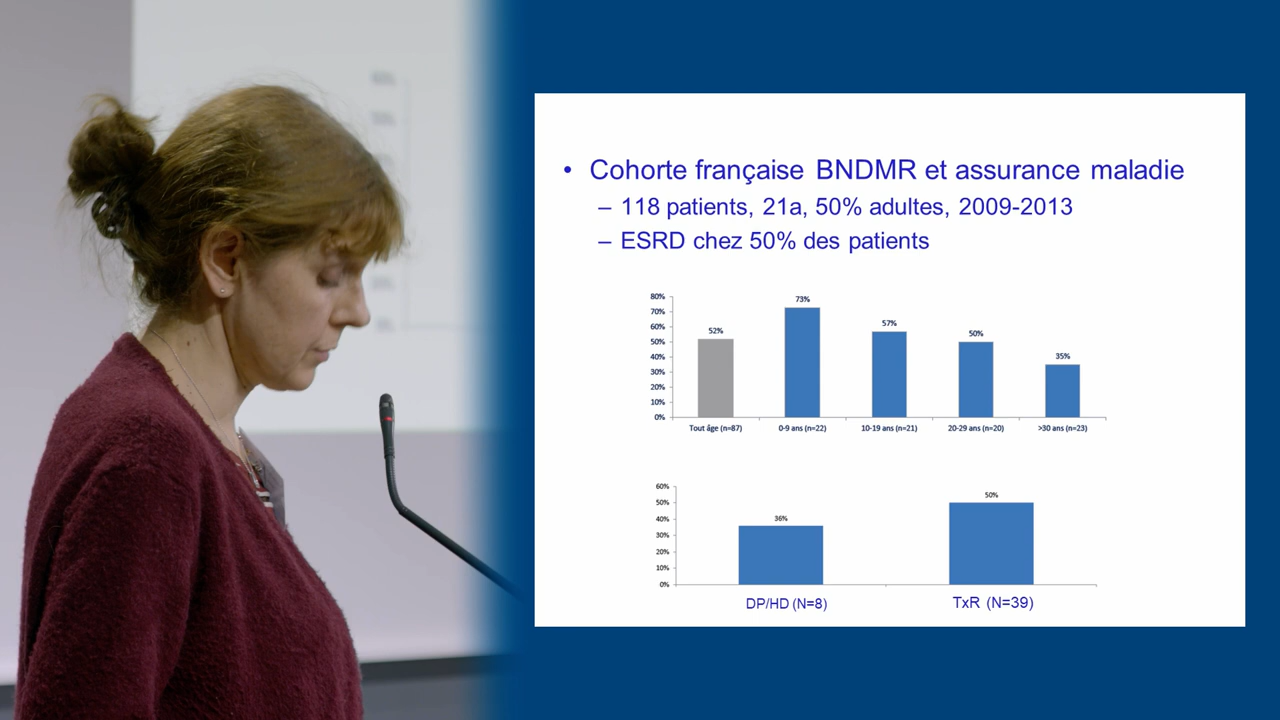 • Cohorte française BNDMR et assurance maladie
– 118 patients, 21a, 50% adultes, 2009-2013
– ESRD chez 50% des patients
80%
70%
60%
50%
40%
30%
20%
10%
0%
52%
73%
57%
50%
35%
Tout âge (n=87)
0-9 ans (n=22)
10-19 ans (n=21)
20-29 ans (n=20)
>30 ans (n=23)
60%
50%
40%
30%
20%
10%
0%
36%
50%
DP/HD (N=8)
TxR (N=39)